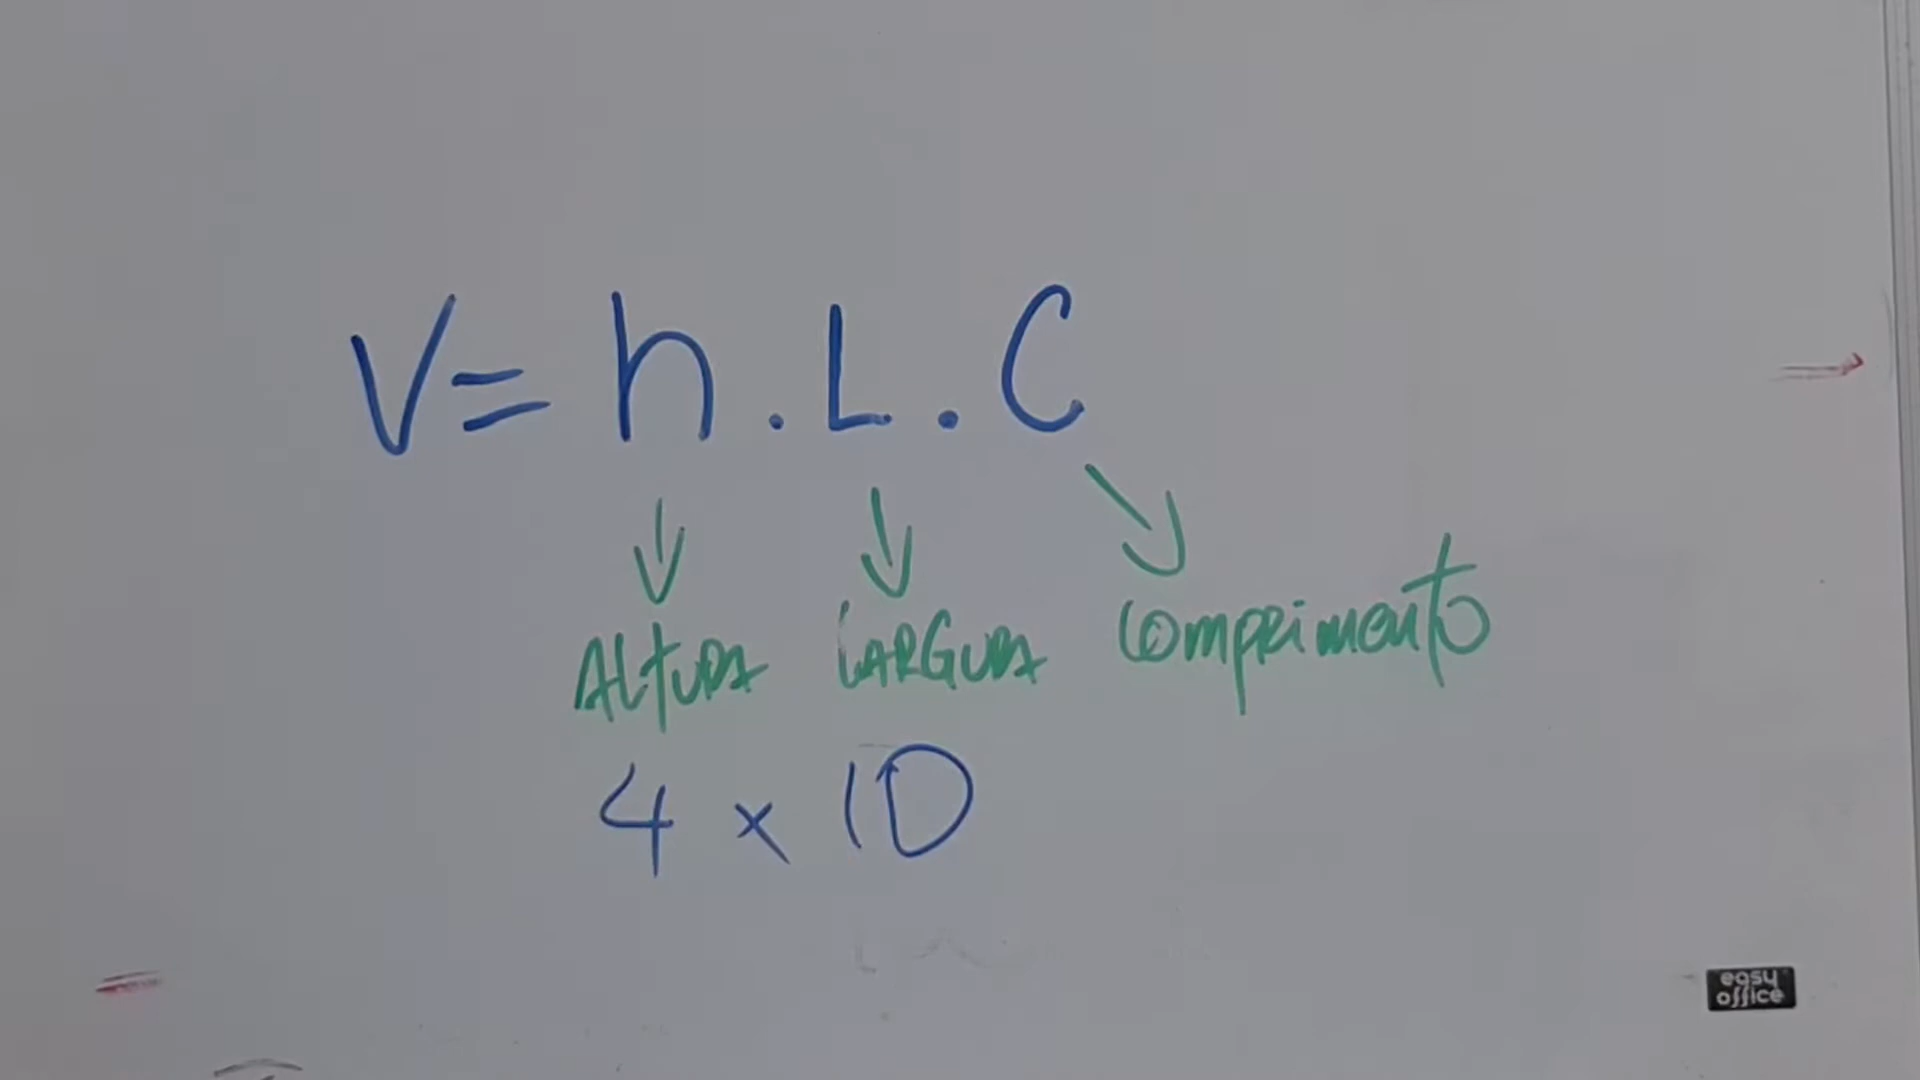 V= h . L . C
ALTURA LARGURA Comprimento
4 x 10
easy
office